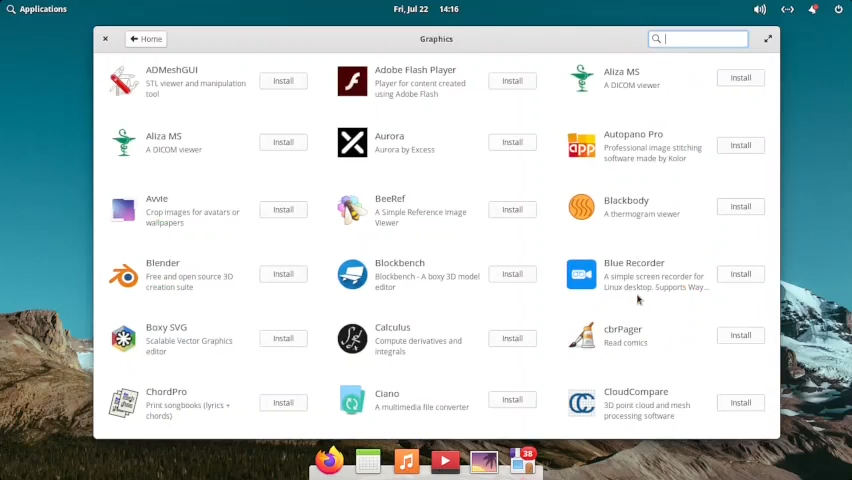 Applications
Fri, Jul 22 14:16
Home
Graphics
ADMeshGUI
STL viewer and manipulation
tool
Install
Adobe Flash Player
Player for content created
using Adobe Flash
Install
Aliza MS
A DICOM viewer
Install
Aliza MS
A DICOM viewer
Install
Aurora
Aurora by Excess
Install
app
Autopano Pro
Professional image stitching
software made by Kolor
Install
Avvie
Crop images for avatars or
wallpapers
Install
BeeRef
A Simple Reference Image
Viewer
Install
Blackbody
A thermogram viewer
Install
Blender
Free and open source 3D
creation suite
Install
Blockbench
Blockbench - A boxy 3D model
editor
Install
Blue Recorder
A simple screen recorder for
Linux desktop. Supports Way...
Install
Boxy SVG
Scalable Vector Graphics
editor
Install
Calculus
Compute derivatives and
integrals
Install
cbrPager
Read comics
Install
ChordPro
Print songbooks (lyrics +
chords)
Install
Ciano
A multimedia file converter
Install
CC
CloudCompare
3D point cloud and mesh
processing software
Install
38